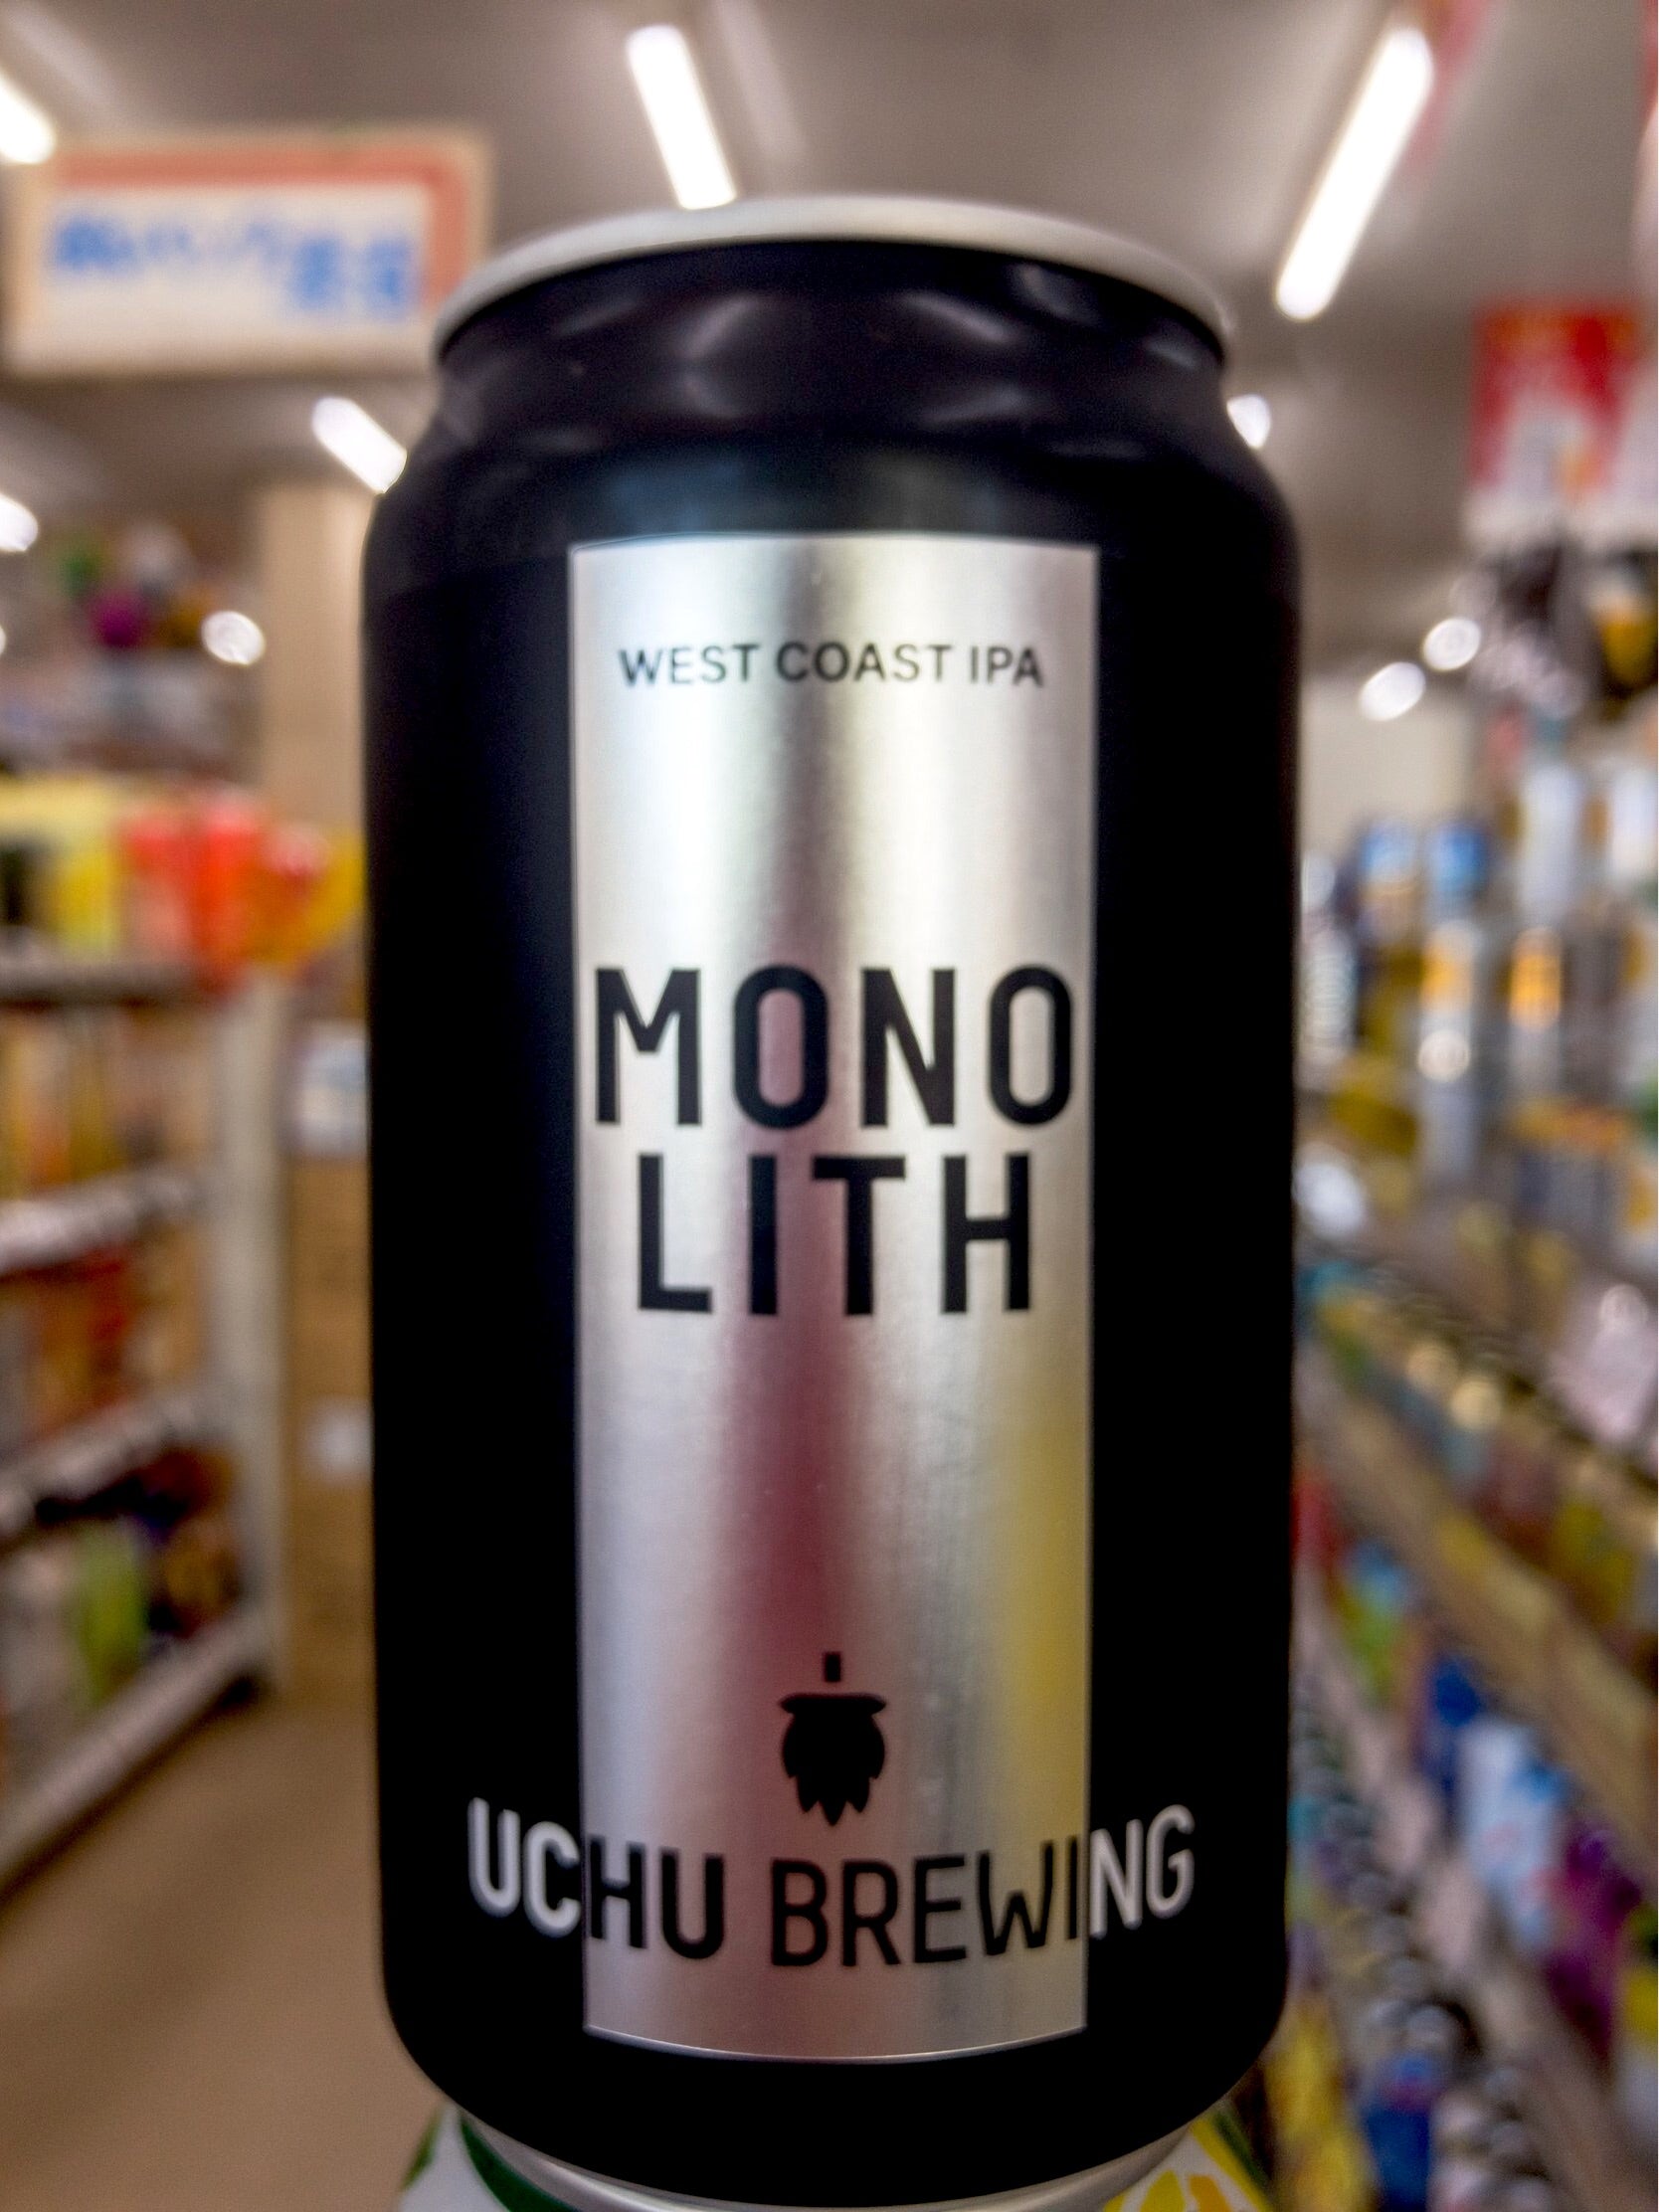 WEST COAST IPA
MONO
LITH
UCHU BREWING